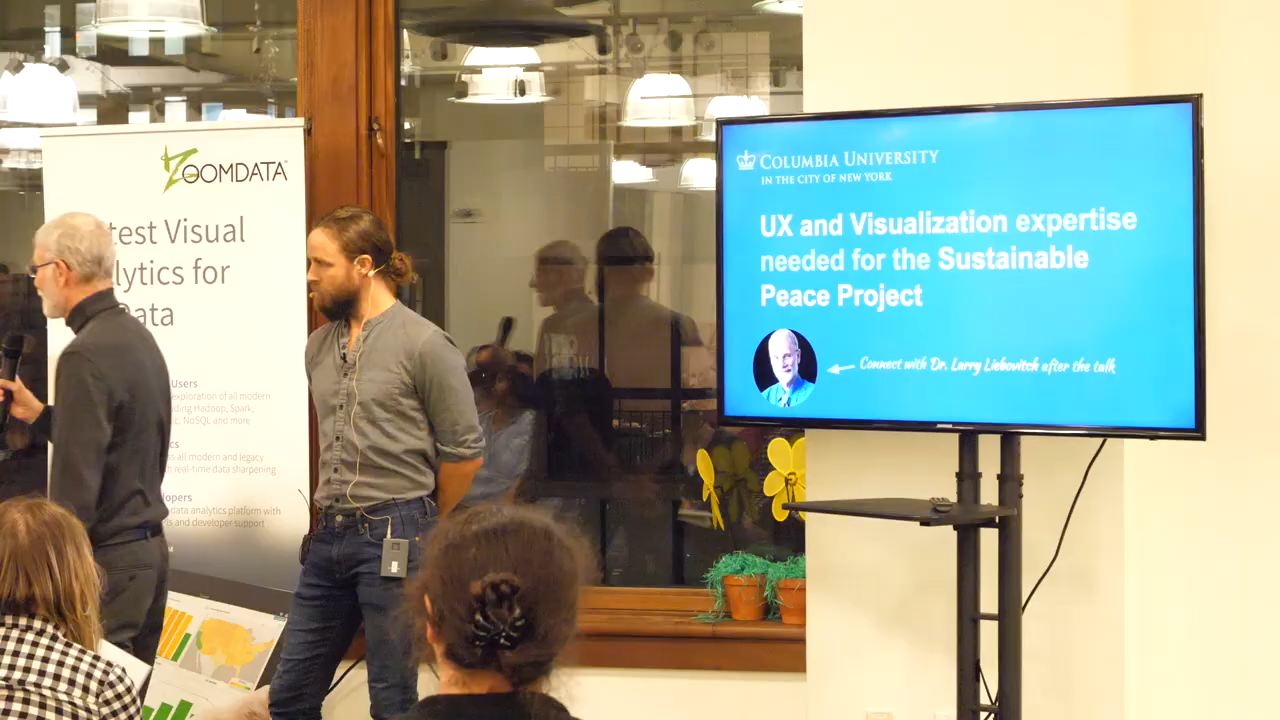 ZOOMDATA
test Visual
lytics for
Data
Users
exploration of all modern
ding Hadoop, Spark,
c, NoSQL and more
cs
ss all modern and legacy
h real-time data sharpening
lopers
data analytics platform with
s and developer support
COLUMBIA UNIVERSITY
IN THE CITY OF NEW YORK
UX and Visualization expertise
needed for the Sustainable
Peace Project
Connect with Dr. Larry Liebovitch after the talk